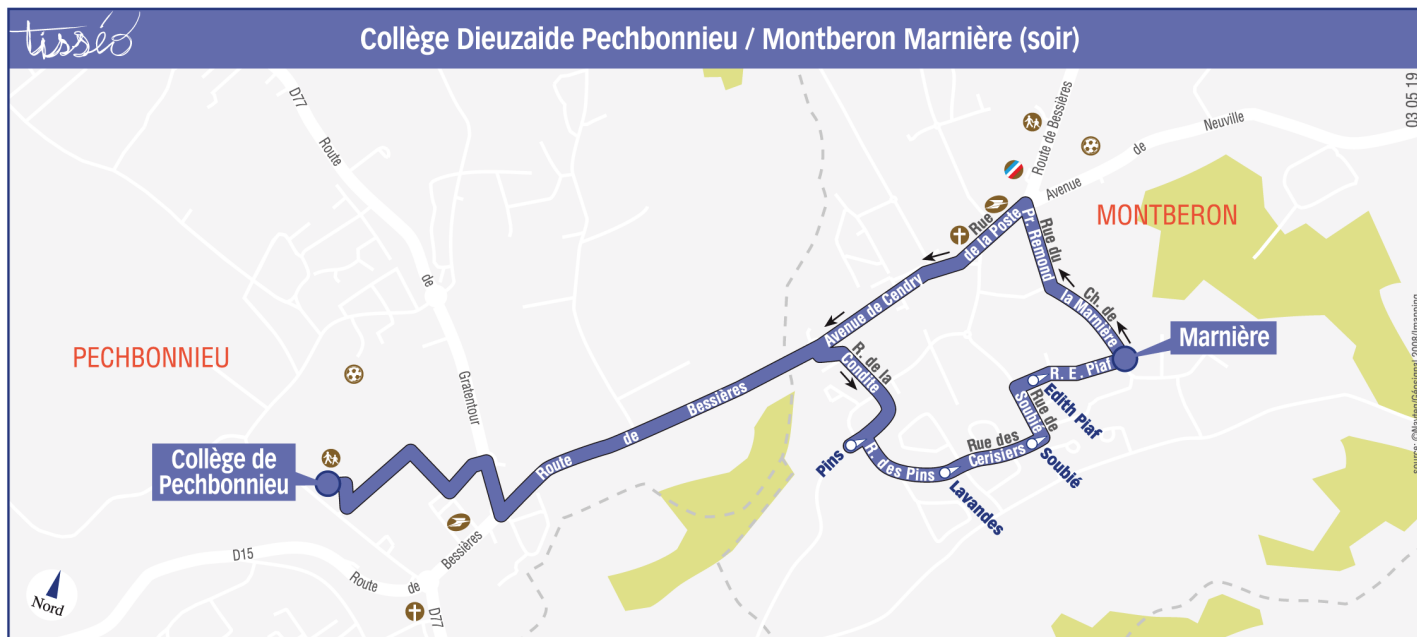 tisséo
Collège Dieuzaide Pechbonnieu / Montberon Marnière (soir)
03 05 19
D77
Route
de
Gratentour
Route de Bessières
Avenue
de
Neuville
MONTBERON
PECHBONNIEU
Rue
de la Poste
Rue du
Pr. Rémond
Ch. de
la Marnière
Marnière
Avenue de Cendry
R. de la
Condite
R. E. Piaf
Edith Piaf
Rue de
Soublé
Soublé
Rue des
Cerisiers
Lavandes
R. des Pins
Pins
Route
de
Bessières
Collège de
Pechbonnieu
D15
Route
de
Bessières
D77
Nord